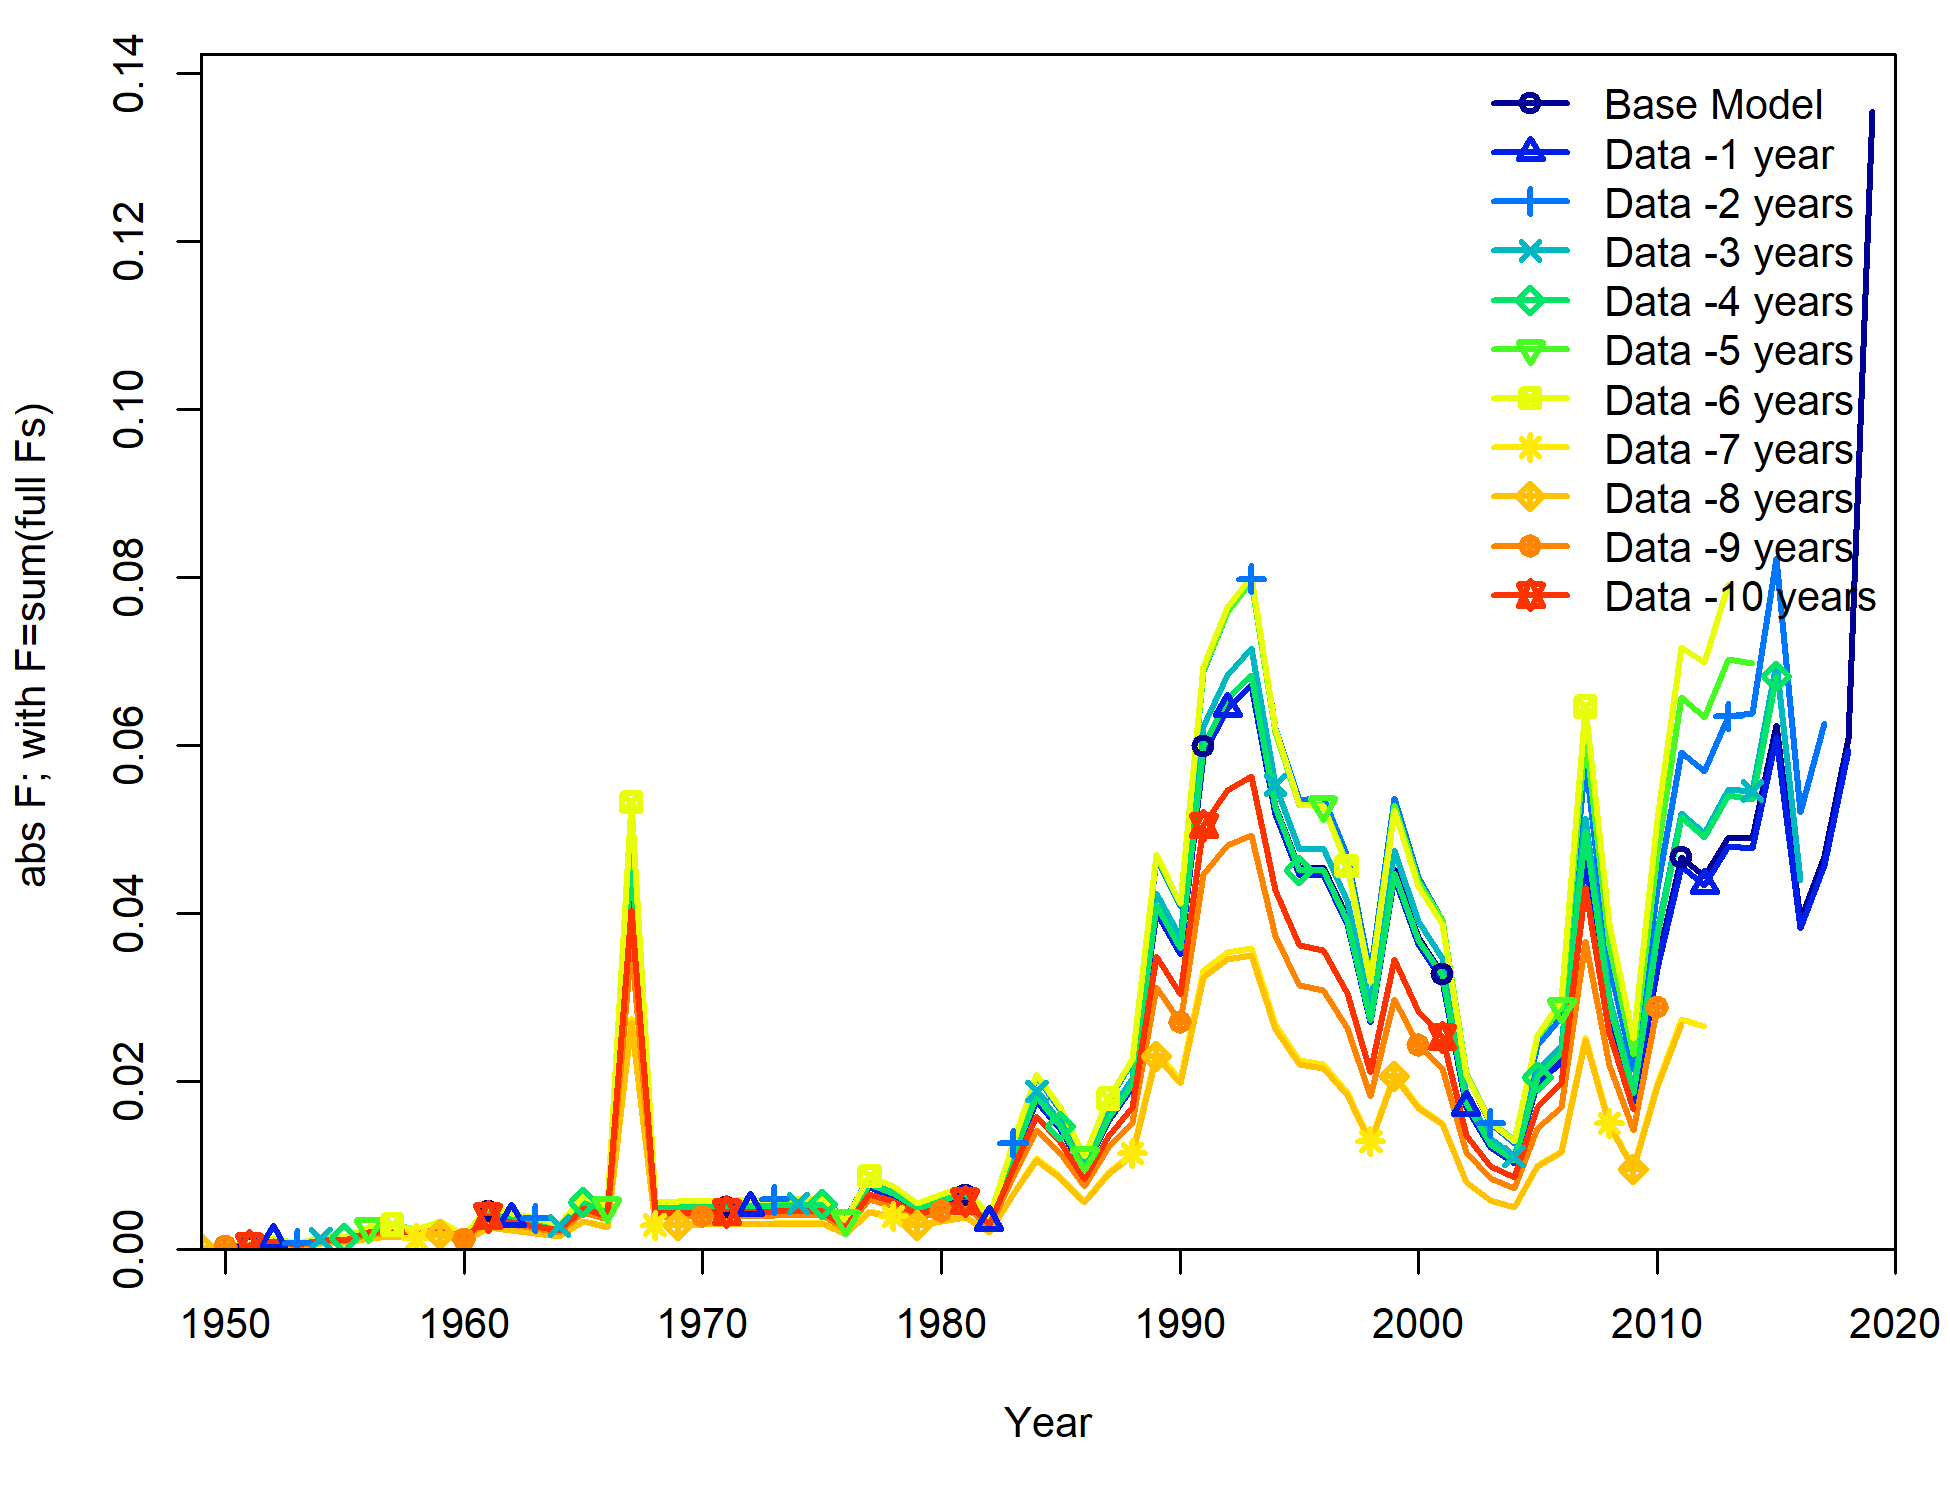 abs F; with F=sum(full Fs)
0.14
0.12
0.10
0.08
0.06
0.04
0.02
0.00
Base Model
Data -1 year
Data -2 years
Data -3 years
Data -4 years
Data -5 years
Data -6 years
Data -7 years
Data -8 years
Data -9 years
Data -10 years
1950
1960
1970
1980
1990
2000
2010
2020
Year